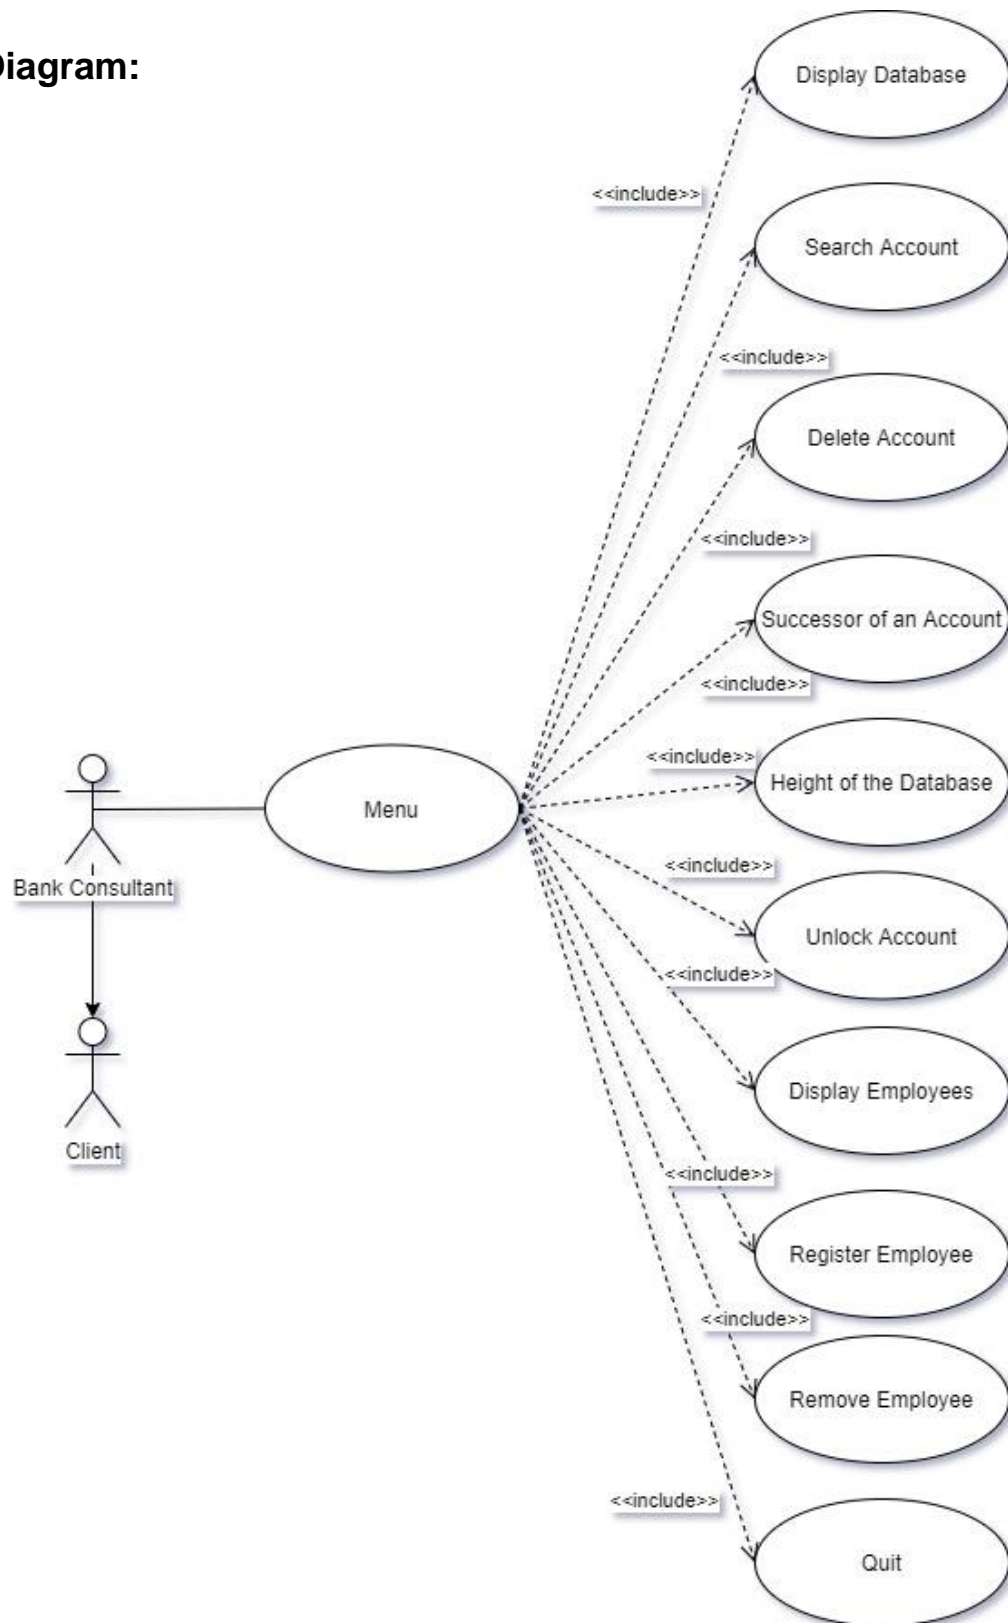 Diagram:
Display Database
<<include>>
Search Account
<<include>>
Delete Account
<<include>>
Successor of an Account
<<include>>
<<include>>
Height of the Database
Menu
<<include>>
Bank Consultant
Unlock Account
<<include>>
Display Employees
Client
<<include>>
Register Employee
<<include>>
Remove Employee
<<include>>
Quit